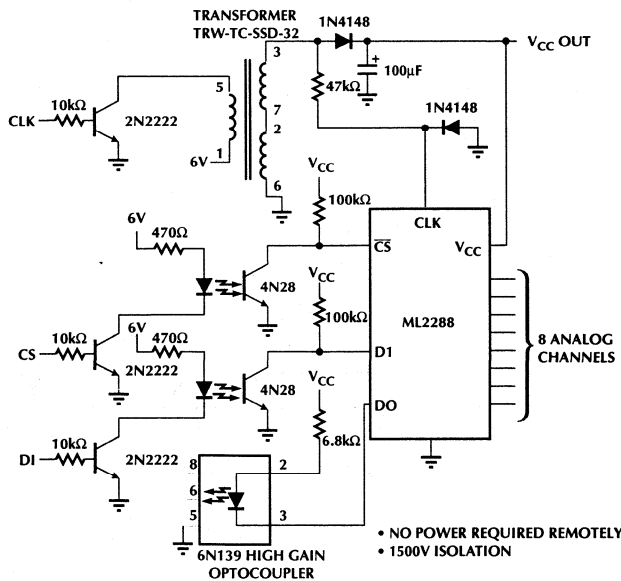 TRANSFORMER
TRW-TC-SSD-32
1N4148
3
V_CC OUT
+
100µF
47kΩ
1N4148
5
7
2
10kΩ
CLK
2N2222
6V
1
6
V_CC
100kΩ
CLK
6V
470Ω
C̅S̅
V_CC
V_CC
4N28
100kΩ
ML2288
8 ANALOG
CHANNELS
10kΩ
6V
470Ω
CS
2N2222
D1
4N28
V_CC
DO
10kΩ
6.8kΩ
DI
2N2222
8
2
6
5
3
6N139 HIGH GAIN
OPTOCOUPLER
• NO POWER REQUIRED REMOTELY
• 1500V ISOLATION